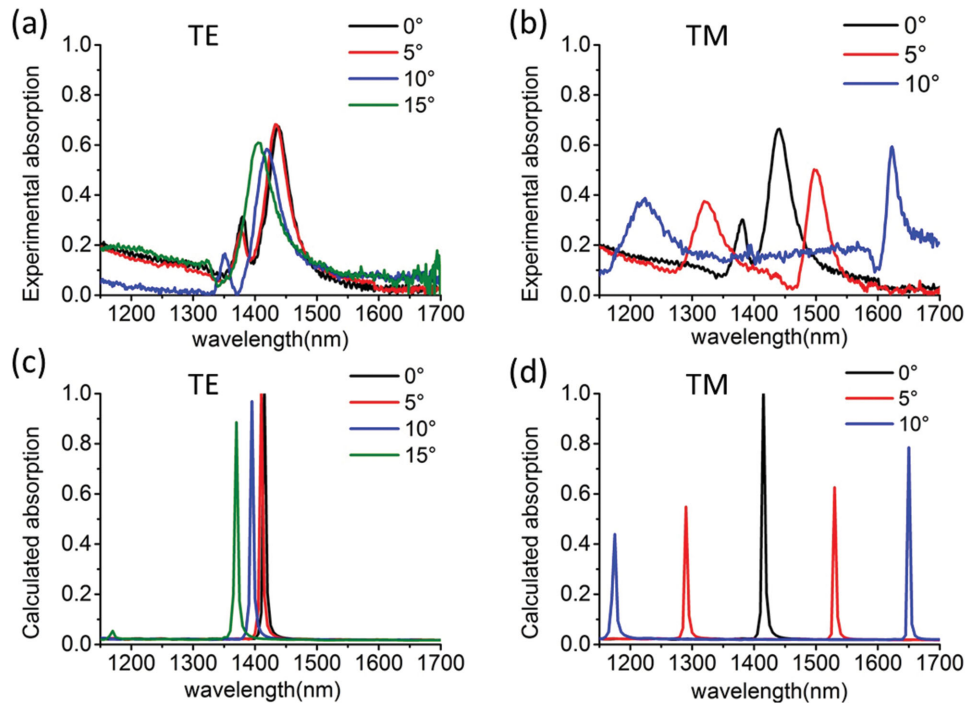 (a)
TE
0°
5°
10°
15°
1.0
0.8
0.6
0.4
0.2
0.0
Experimental absorption
1200 1300 1400 1500 1600 1700
wavelength(nm)
(b)
TM
0°
5°
10°
1.0
0.8
0.6
0.4
0.2
0.0
Experimental absorption
1200 1300 1400 1500 1600 1700
wavelength(nm)
(c)
TE
0°
5°
10°
15°
1.0
0.8
0.6
0.4
0.2
0.0
Calculated absorption
1200 1300 1400 1500 1600 1700
wavelength(nm)
(d)
TM
0°
5°
10°
1.0
0.8
0.6
0.4
0.2
0.0
Calculated absorption
1200 1300 1400 1500 1600 1700
wavelength(nm)